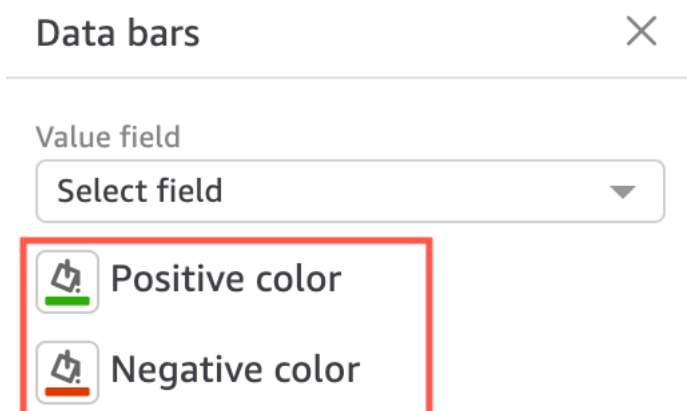 Data bars
Value field
Select field
Positive color
Negative color